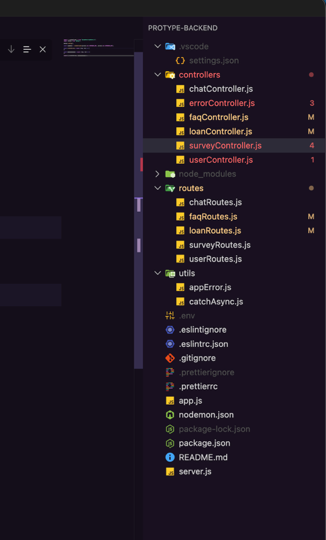 PROTYPE-BACKEND
.vscode
settings.json
controllers
chatController.js
errorController.js 3
faqController.js M
loanController.js M
surveyController.js 4
userController.js 1
node_modules
routes
chatRoutes.js
faqRoutes.js M
loanRoutes.js M
surveyRoutes.js
userRoutes.js
utils
appError.js
catchAsync.js
.env
.eslintignore
.eslintrc.json
.gitignore
.prettierignore
.prettierrc
app.js
nodemon.json
package-lock.json
package.json
README.md
server.js